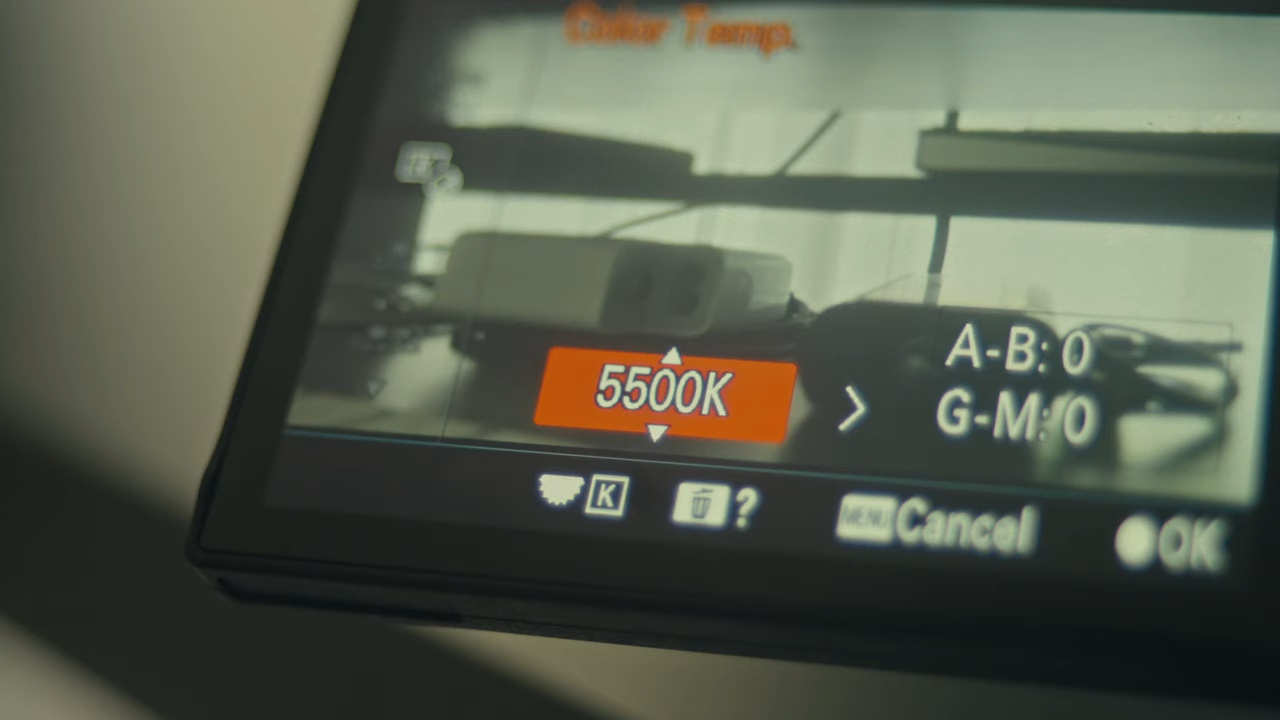 Color Temp.
5500K
A-B: 0
G-M: 0
K
?
MENU Cancel
OK